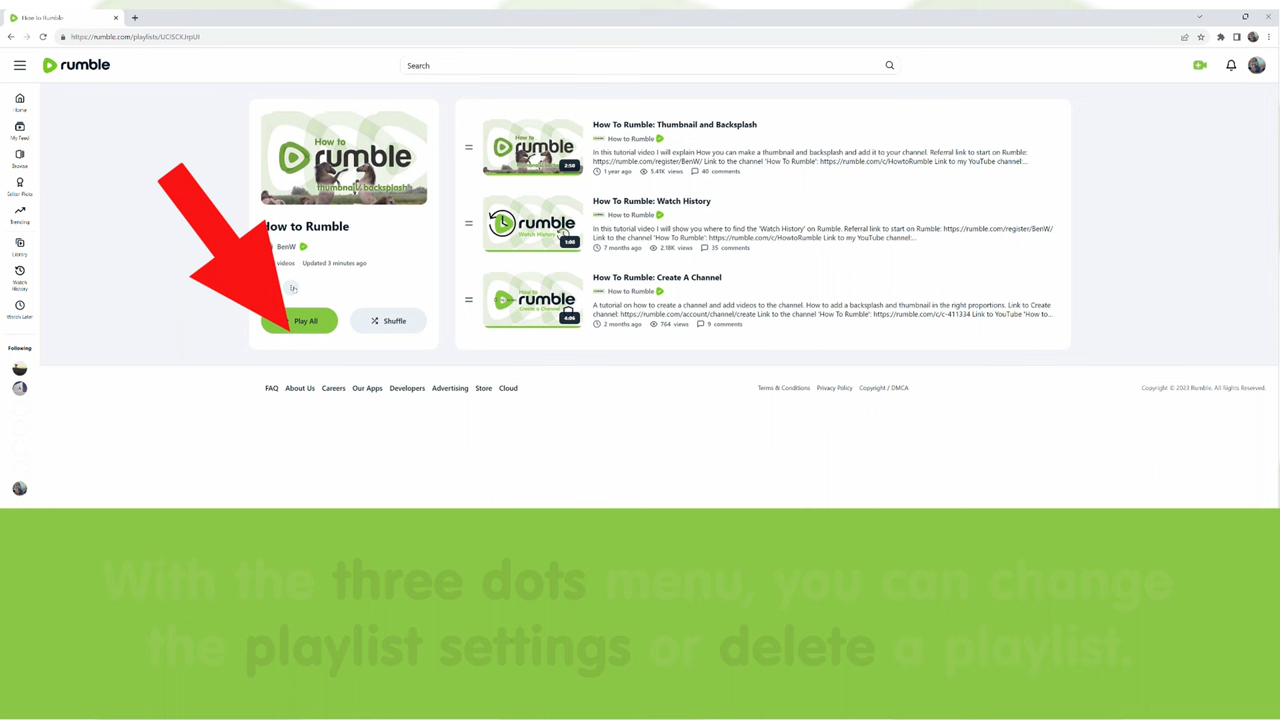 How to Rumble
https://rumble.com/playlists/UCiSCKJrpUI
rumble
Search
Home
My Feed
Browse
Editor Picks
Trending
Library
Watch
History
Watch Later
Following
How to
rumble
thumbnail / backsplash
How to Rumble
BenW
videos Updated 3 minutes ago
Play All
Shuffle
How To Rumble: Thumbnail and Backsplash
How to Rumble
In this tutorial video I will explain How you can make a thumbnail and backsplash and add it to your channel. Referral link to start on Rumble:
https://rumble.com/register/BenW/ Link to the channel 'How To Rumble': https://rumble.com/c/HowtoRumble Link to my YouTube channel:...
1 year ago 5.41K views 40 comments
How to
rumble
2:50
How To Rumble: Watch History
How to Rumble
In this tutorial video I will show you where to find the 'Watch History' on Rumble. Referral link to start on Rumble: https://rumble.com/register/BenW/
Link to the channel 'How To Rumble': https://rumble.com/c/HowtoRumble Link to my YouTube channel:...
7 months ago 2.18K views 35 comments
rumble
Watch History
1:08
How To Rumble: Create A Channel
How to Rumble
A tutorial on how to create a channel and add videos to the channel. How to add a backsplash and thumbnail in the right proportions. Link to Create
channel: https://rumble.com/account/channel/create Link to the channel 'How To Rumble': https://rumble.com/c/c-411334 Link to YouTube 'How to...
2 months ago 764 views 9 comments
How to
rumble
Create A Channel
4:06
FAQ About Us Careers Our Apps Developers Advertising Store Cloud
Terms & Conditions Privacy Policy Copyright / DMCA
Copyright © 2023 Rumble. All Rights Reserved.
With the three dots menu, you can change
the playlist settings or delete a playlist.